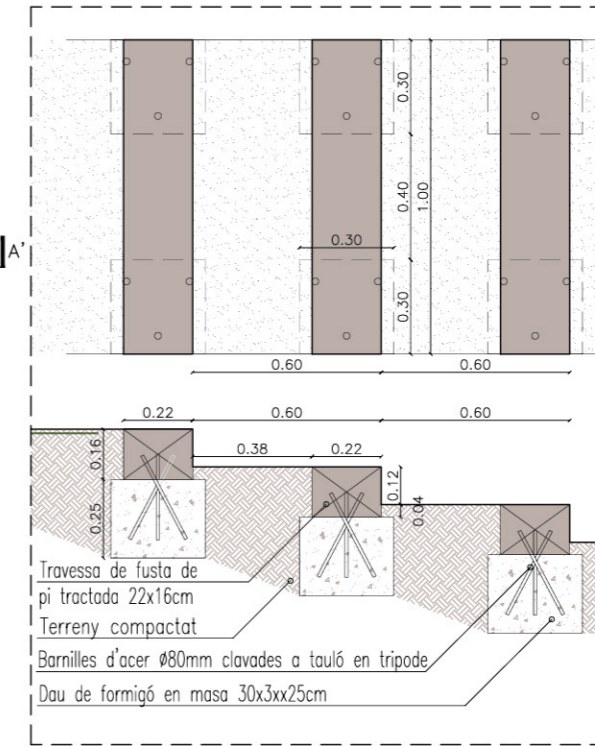 0.30
0.40
1.00
A'
0.30
0.30
0.60
0.60
0.22
0.60
0.60
0.16
0.38
0.22
0.12
0.04
0.25
Travessa de fusta de
pi tractada 22x16cm
Terreny compactat
Barnilles d'acer Ø80mm clavades a tauló en tripode
Dau de formigó en masa 30x3xx25cm